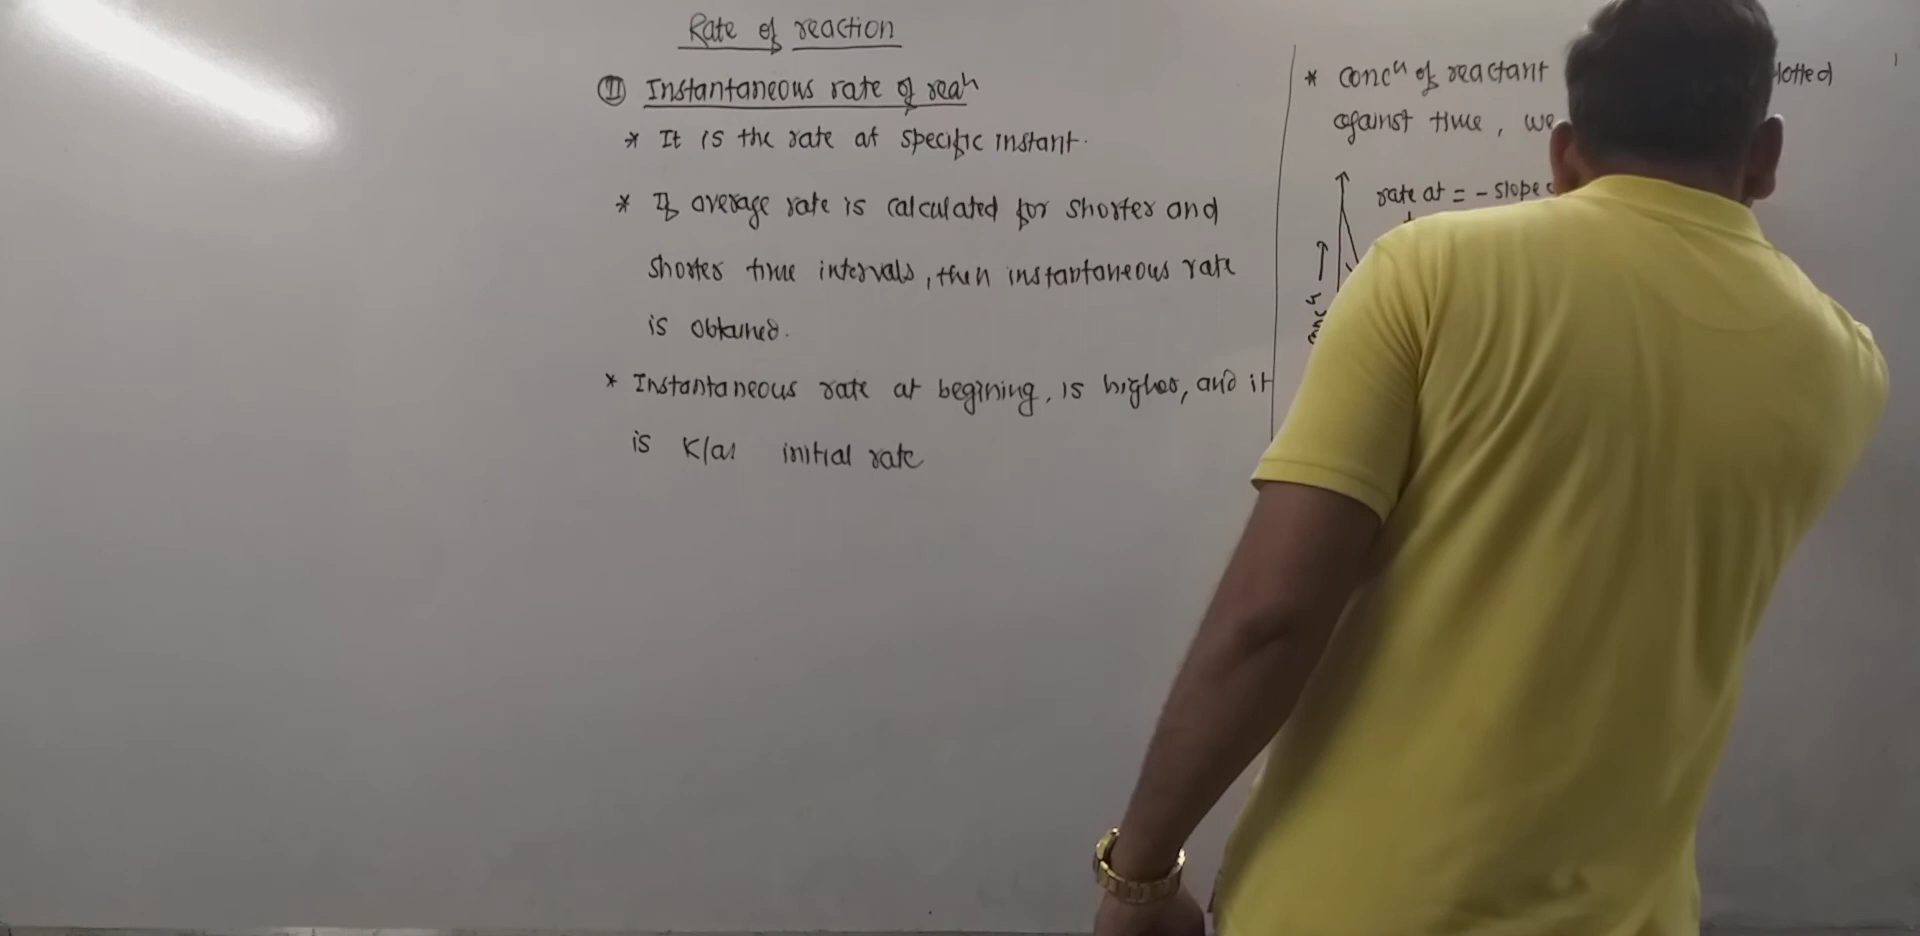 Rate of reaction
II Instantaneous rate of reaⁿ
* It is the rate at specific instant.
* If average rate is calculated for shorter and
shorter time intervals, then instantaneous rate
is obtained.
* Instantaneous rate at begining, is higher, and it
is K/as initial rate
* concⁿ of reactant
against time, we
rate at = - slope
t
concⁿ